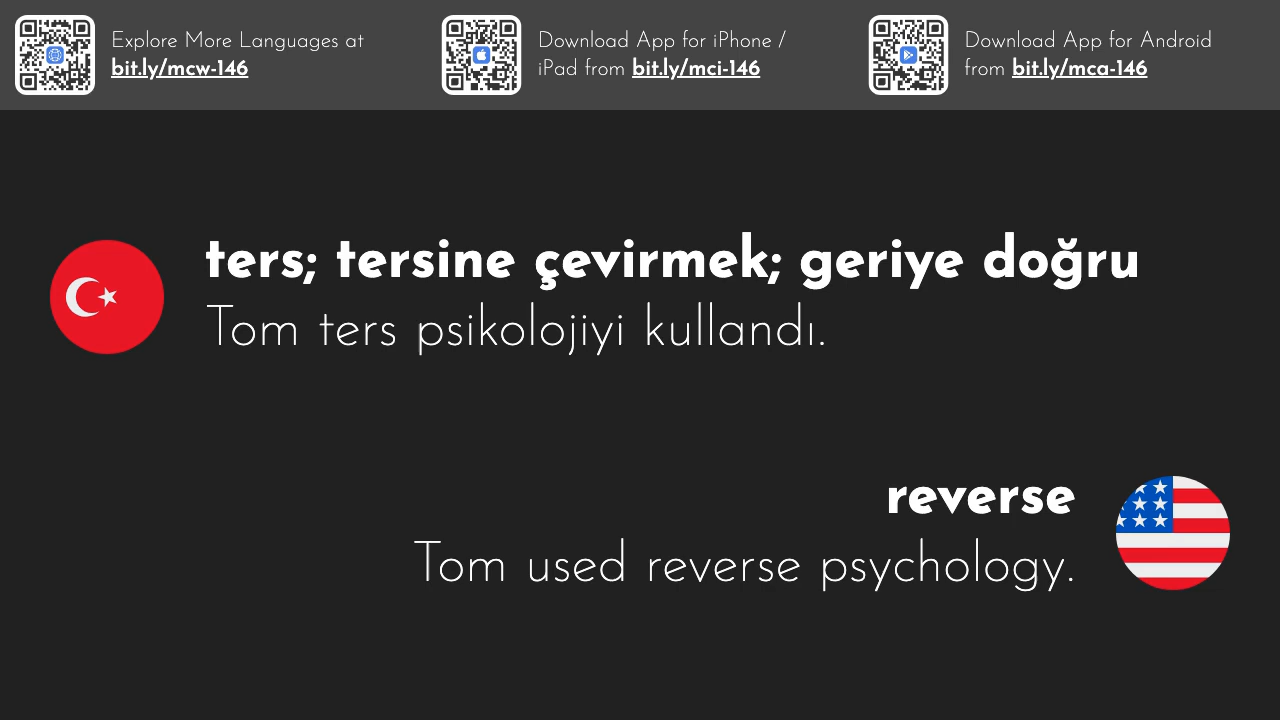 Explore More Languages at
bit.ly/mcw-146
Download App for iPhone /
iPad from bit.ly/mci-146
Download App for Android
from bit.ly/mca-146
ters; tersine çevirmek; geriye doğru
Tom ters psikolojiyi kullandı.
reverse
Tom used reverse psychology.